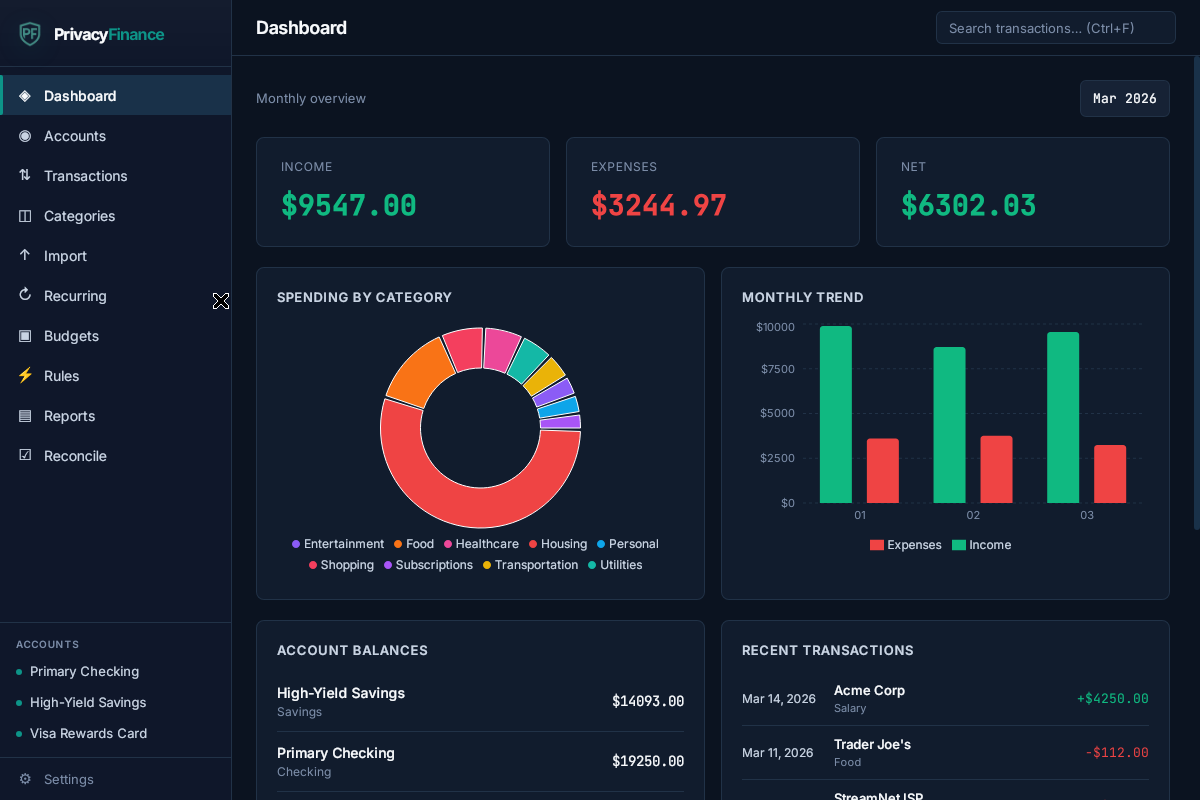 PF PrivacyFinance
Dashboard
Accounts
Transactions
Categories
Import
Recurring
Budgets
Rules
Reports
Reconcile
ACCOUNTS
Primary Checking
High-Yield Savings
Visa Rewards Card
Settings
Dashboard
Search transactions... (Ctrl+F)
Monthly overview
Mar 2026
INCOME
$9547.00
EXPENSES
$3244.97
NET
$6302.03
SPENDING BY CATEGORY
Entertainment Food Healthcare Housing Personal
Shopping Subscriptions Transportation Utilities
MONTHLY TREND
$10000
$7500
$5000
$2500
$0
01 02 03
Expenses Income
ACCOUNT BALANCES
High-Yield Savings
Savings
$14093.00
Primary Checking
Checking
$19250.00
RECENT TRANSACTIONS
Mar 14, 2026
Acme Corp
Salary
+$4250.00
Mar 11, 2026
Trader Joe's
Food
-$112.00
StreamNet ISP